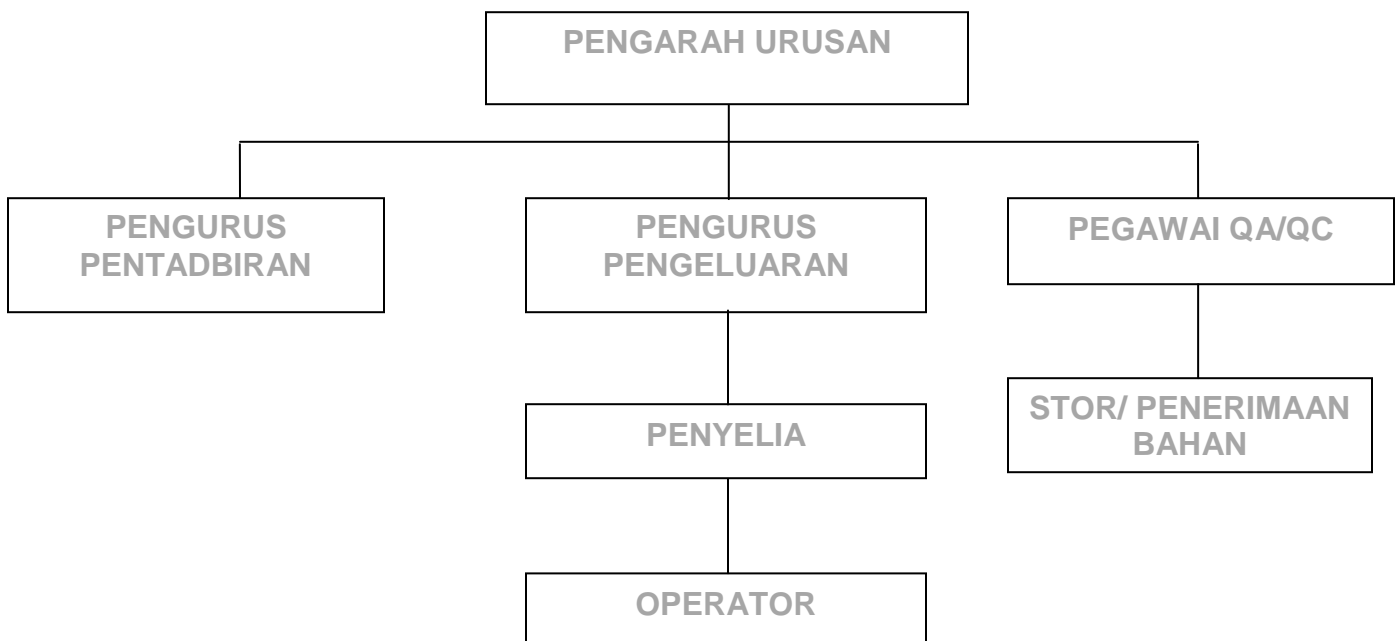 PENGARAH URUSAN
PENGURUS
PENTADBIRAN
PENGURUS
PENGELUARAN
PEGAWAI QA/QC
PENYELIA
STOR/ PENERIMAAN
BAHAN
OPERATOR